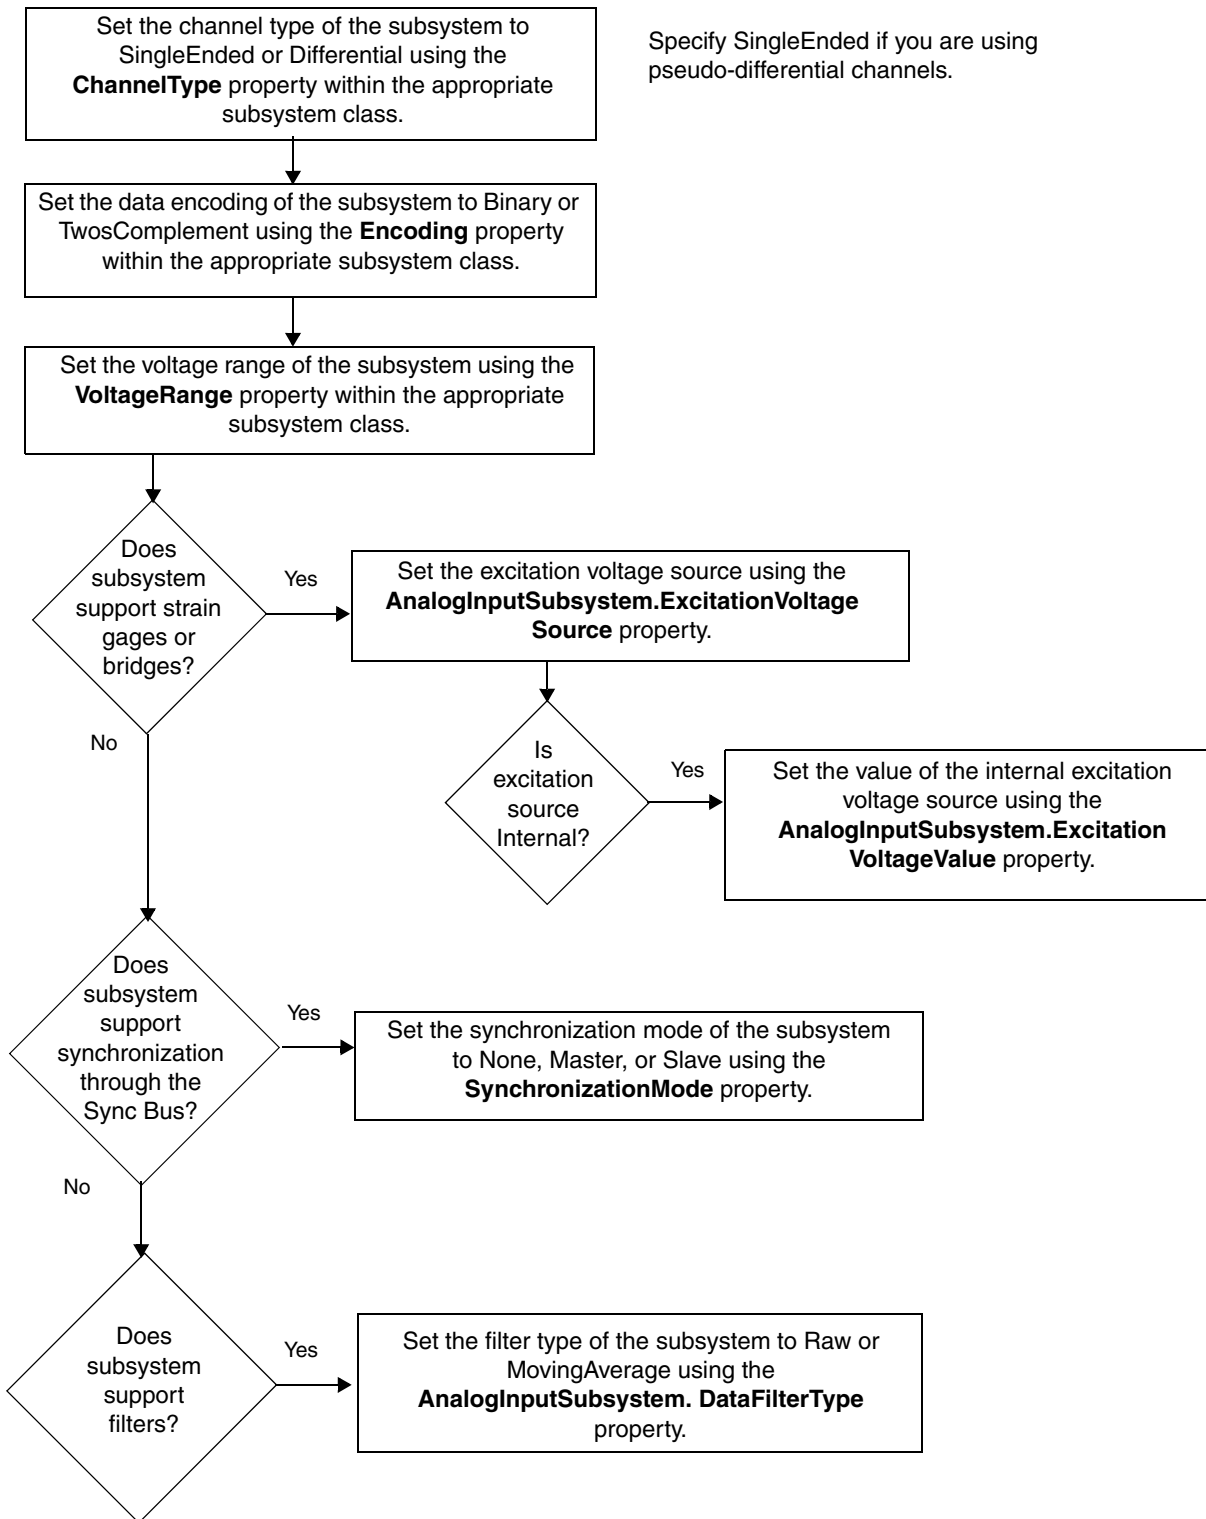 Set the channel type of the subsystem to
SingleEnded or Differential using the
ChannelType property within the appropriate
subsystem class.
Specify SingleEnded if you are using
pseudo-differential channels.
Set the data encoding of the subsystem to Binary or
TwosComplement using the Encoding property
within the appropriate subsystem class.
Set the voltage range of the subsystem using the
VoltageRange property within the appropriate
subsystem class.
Does
subsystem
support strain
gages or
bridges?
Yes
Set the excitation voltage source using the
AnalogInputSubsystem.ExcitationVoltage
Source property.
No
Is
excitation
source
Internal?
Yes
Set the value of the internal excitation
voltage source using the
AnalogInputSubsystem.Excitation
VoltageValue property.
Does
subsystem
support
synchronization
through the
Sync Bus?
Yes
Set the synchronization mode of the subsystem
to None, Master, or Slave using the
SynchronizationMode property.
No
Does
subsystem
support
filters?
Yes
Set the filter type of the subsystem to Raw or
MovingAverage using the
AnalogInputSubsystem. DataFilterType
property.